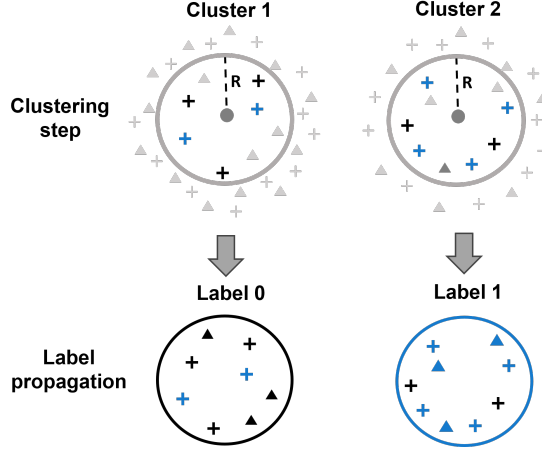 Cluster 1
Cluster 2
R
R
Clustering
step
Label 0
Label 1
Label
propagation